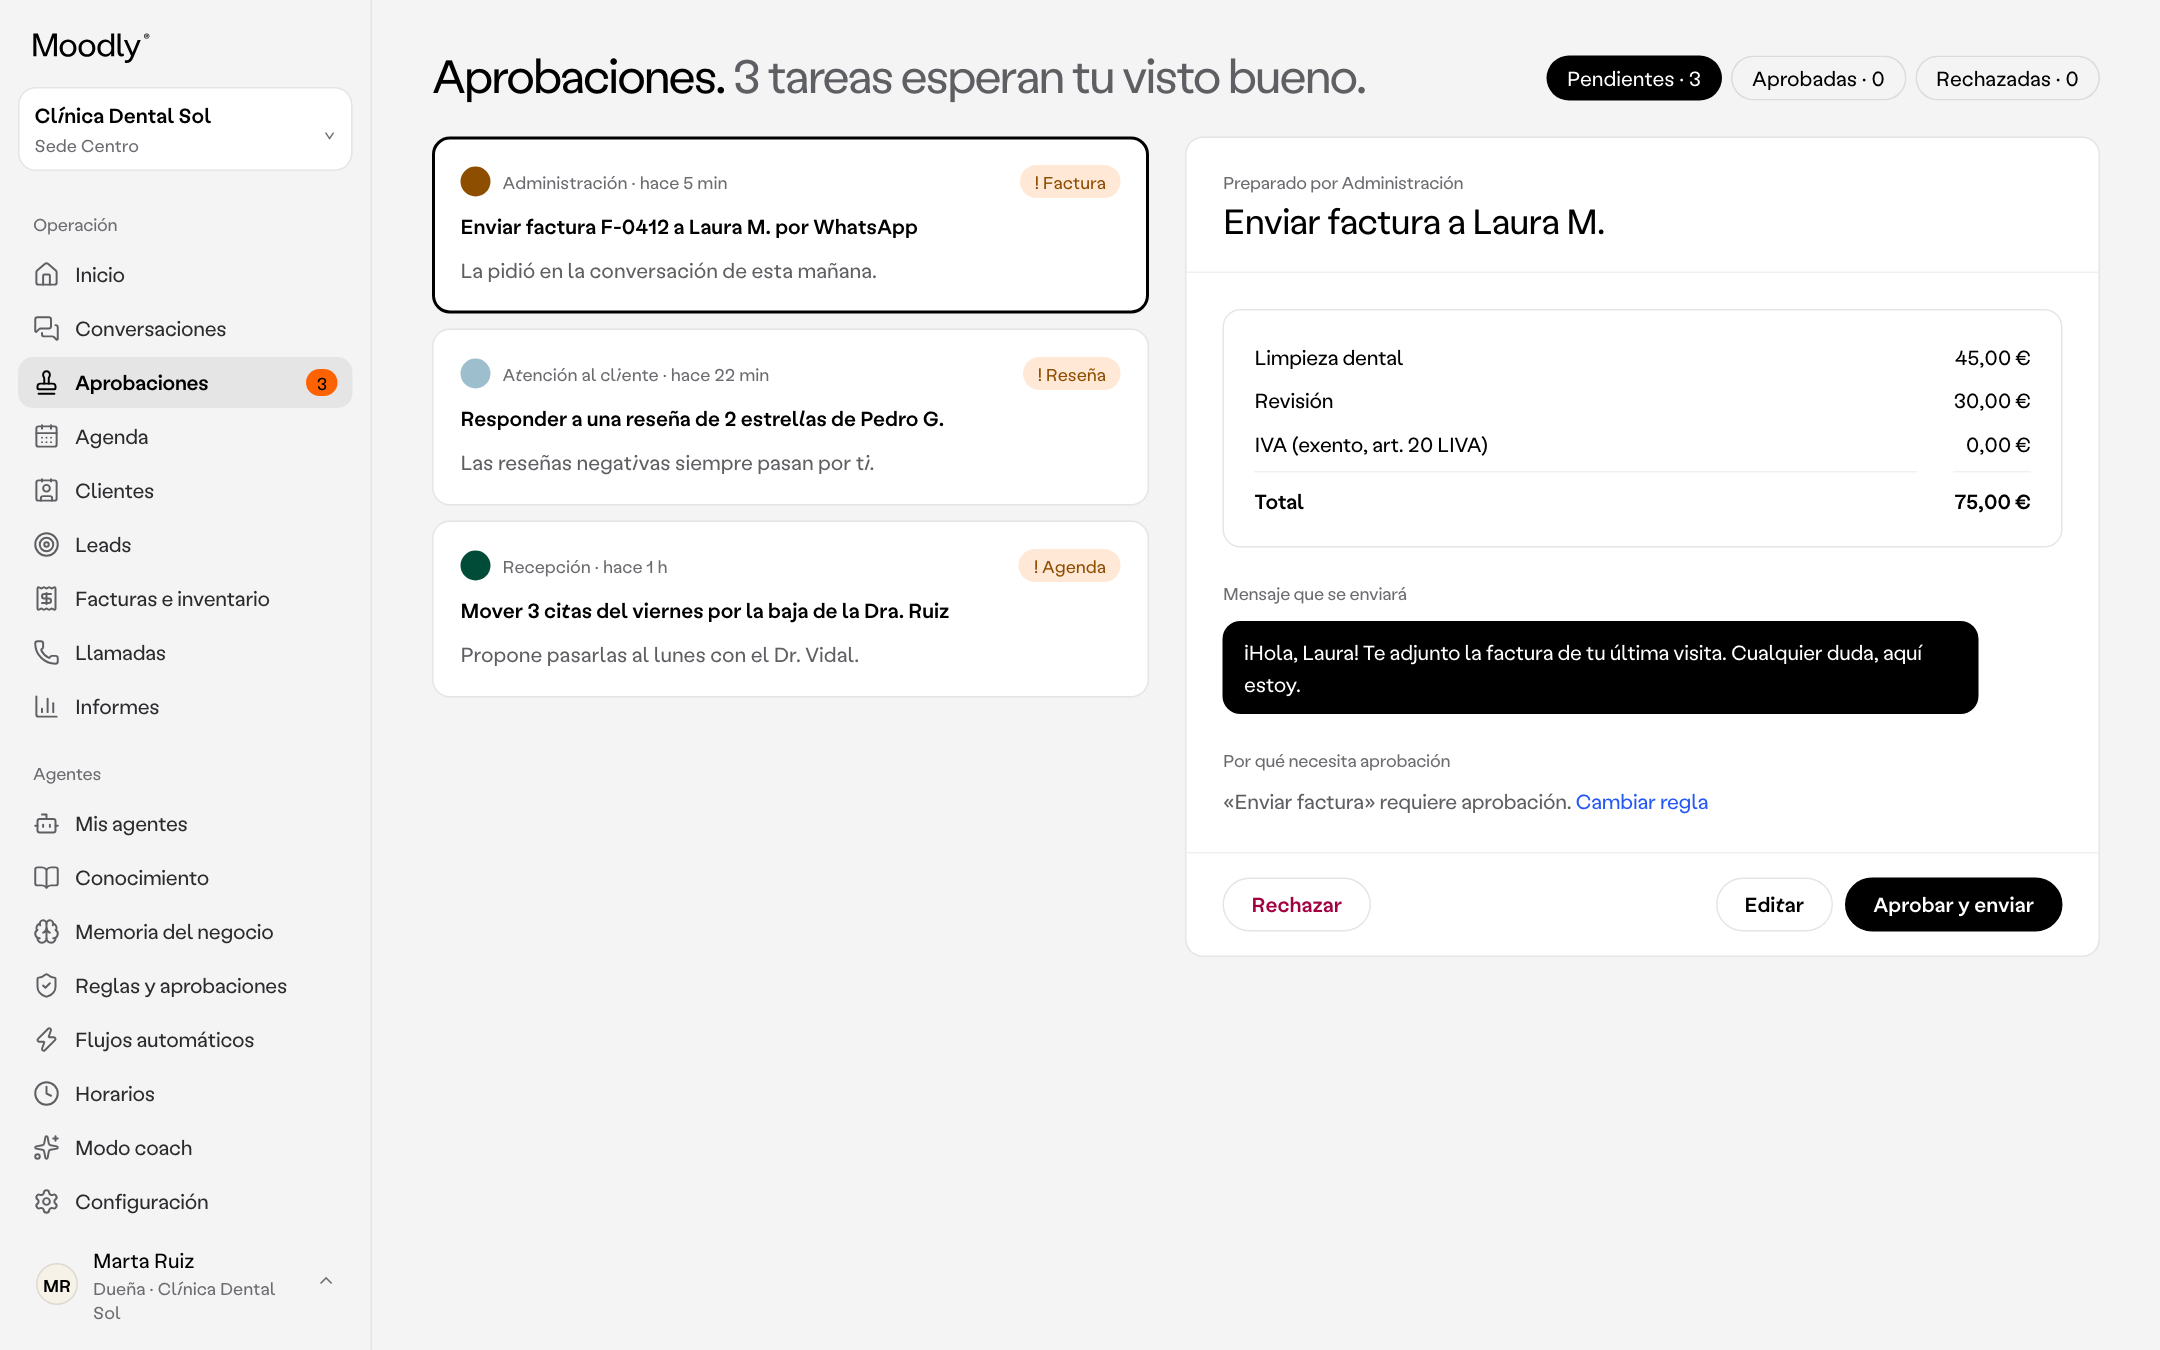 Moodly®
Clínica Dental Sol
Sede Centro
Operación
Inicio
Conversaciones
Aprobaciones
3
Agenda
Clientes
Leads
Facturas e inventario
Llamadas
Informes
Agentes
Mis agentes
Conocimiento
Memoria del negocio
Reglas y aprobaciones
Flujos automáticos
Horarios
Modo coach
Configuración
MR
Marta Ruiz
Dueña · Clínica Dental
Sol
Aprobaciones. 3 tareas esperan tu visto bueno.
Pendientes · 3
Aprobadas · 0
Rechazadas · 0
Administración · hace 5 min
! Factura
Enviar factura F-0412 a Laura M. por WhatsApp
La pidió en la conversación de esta mañana.
Atención al cliente · hace 22 min
! Reseña
Responder a una reseña de 2 estrellas de Pedro G.
Las reseñas negativas siempre pasan por ti.
Recepción · hace 1 h
! Agenda
Mover 3 citas del viernes por la baja de la Dra. Ruiz
Propone pasarlas al lunes con el Dr. Vidal.
Preparado por Administración
Enviar factura a Laura M.
Limpieza dental 45,00 €
Revisión 30,00 €
IVA (exento, art. 20 LIVA) 0,00 €
Total 75,00 €
Mensaje que se enviará
¡Hola, Laura! Te adjunto la factura de tu última visita. Cualquier duda, aquí
estoy.
Por qué necesita aprobación
«Enviar factura» requiere aprobación. Cambiar regla
Rechazar
Editar
Aprobar y enviar